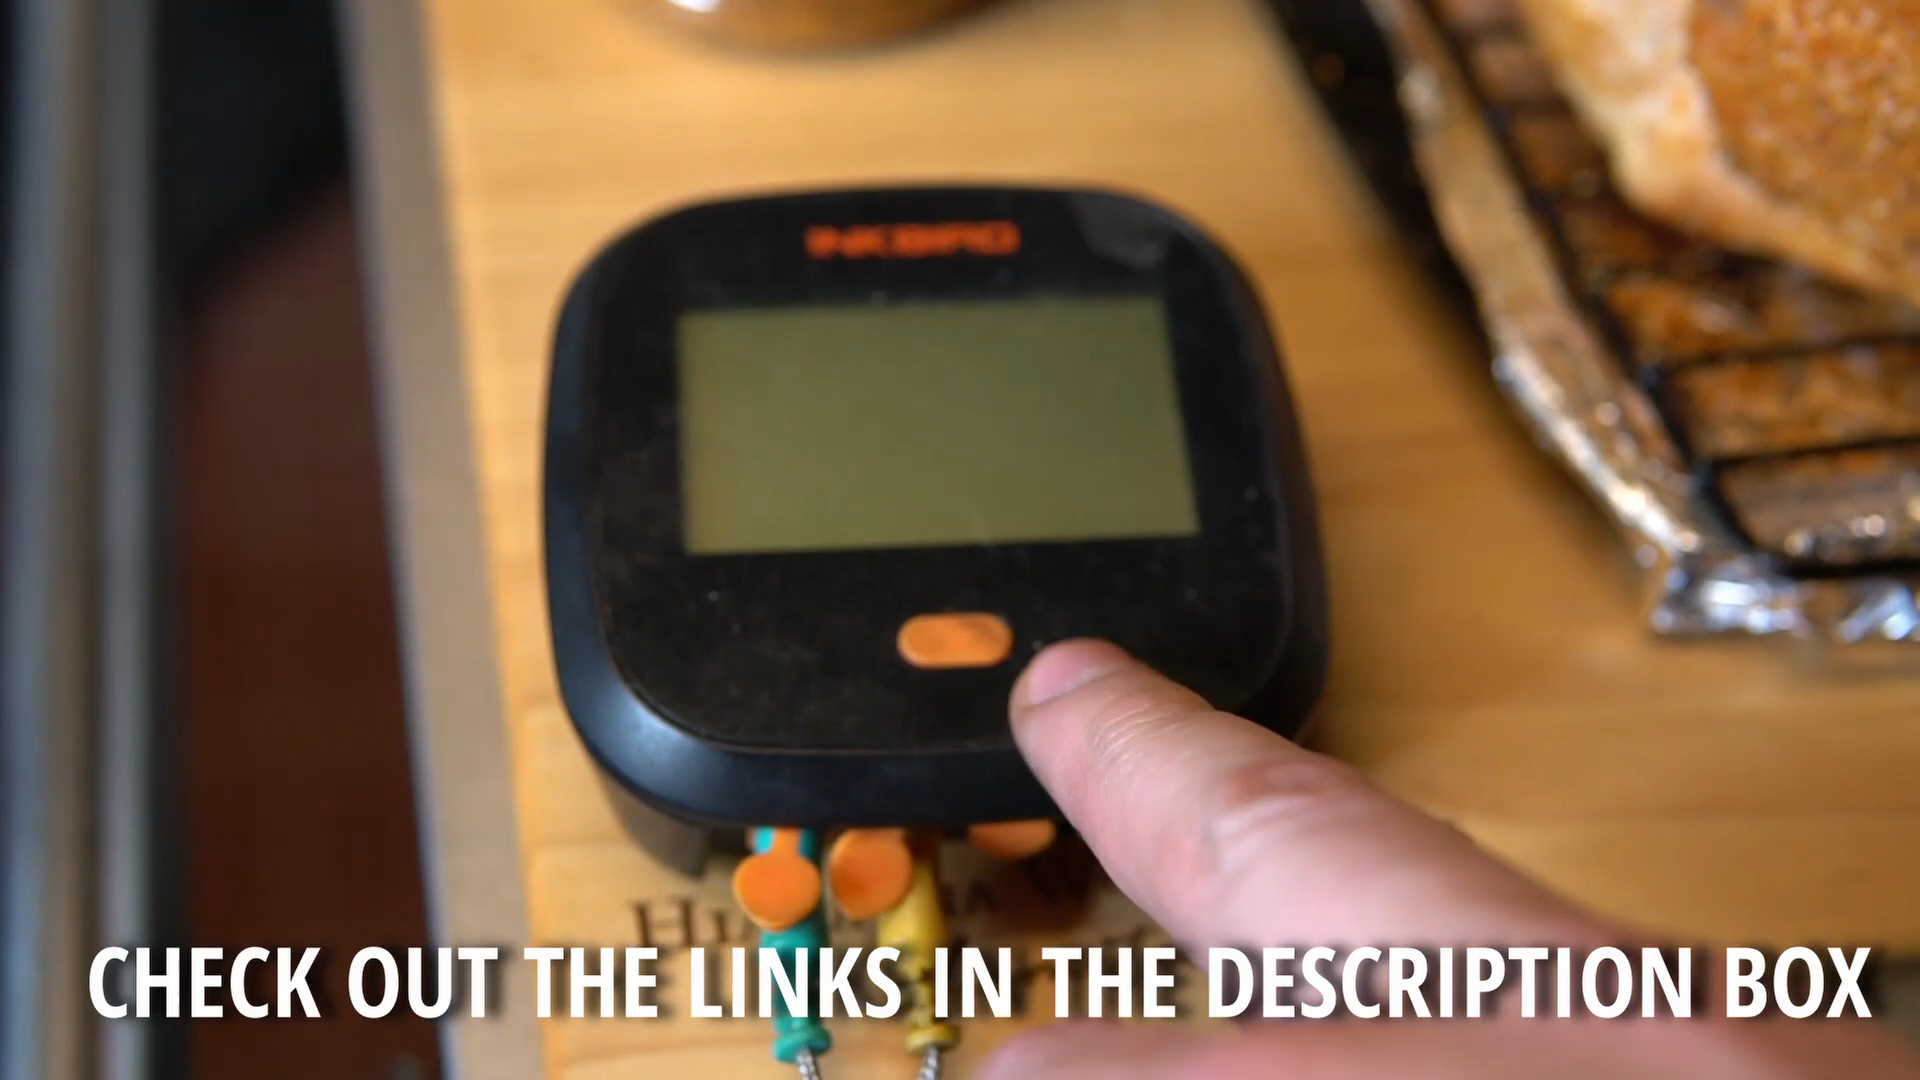 INKBIRD
CHECK OUT THE LINKS IN THE DESCRIPTION BOX